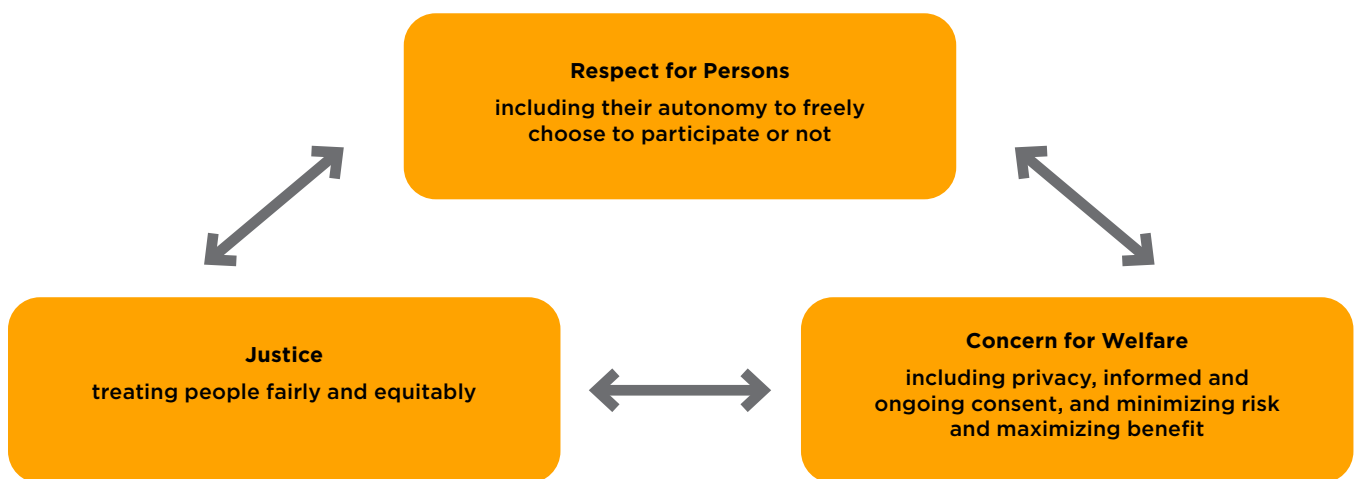 Respect for Persons
including their autonomy to freely
choose to participate or not
Justice
treating people fairly and equitably
Concern for Welfare
including privacy, informed and
ongoing consent, and minimizing risk
and maximizing benefit